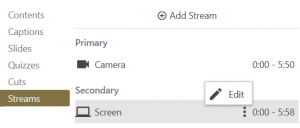 Contents
Captions
Slides
Quizzes
Cuts
Streams
Add Stream
Primary
Camera 0:00 - 5:50
Secondary
Edit
Screen 0:00 - 5:58